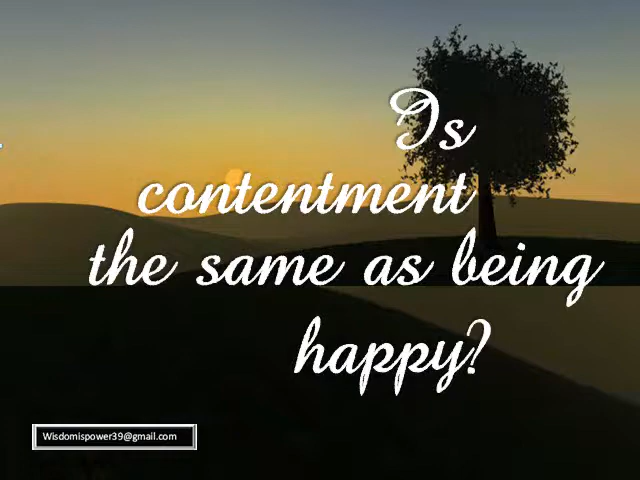 Is
contentment
the same as being
happy?
Wisdomispower39@gmail.com